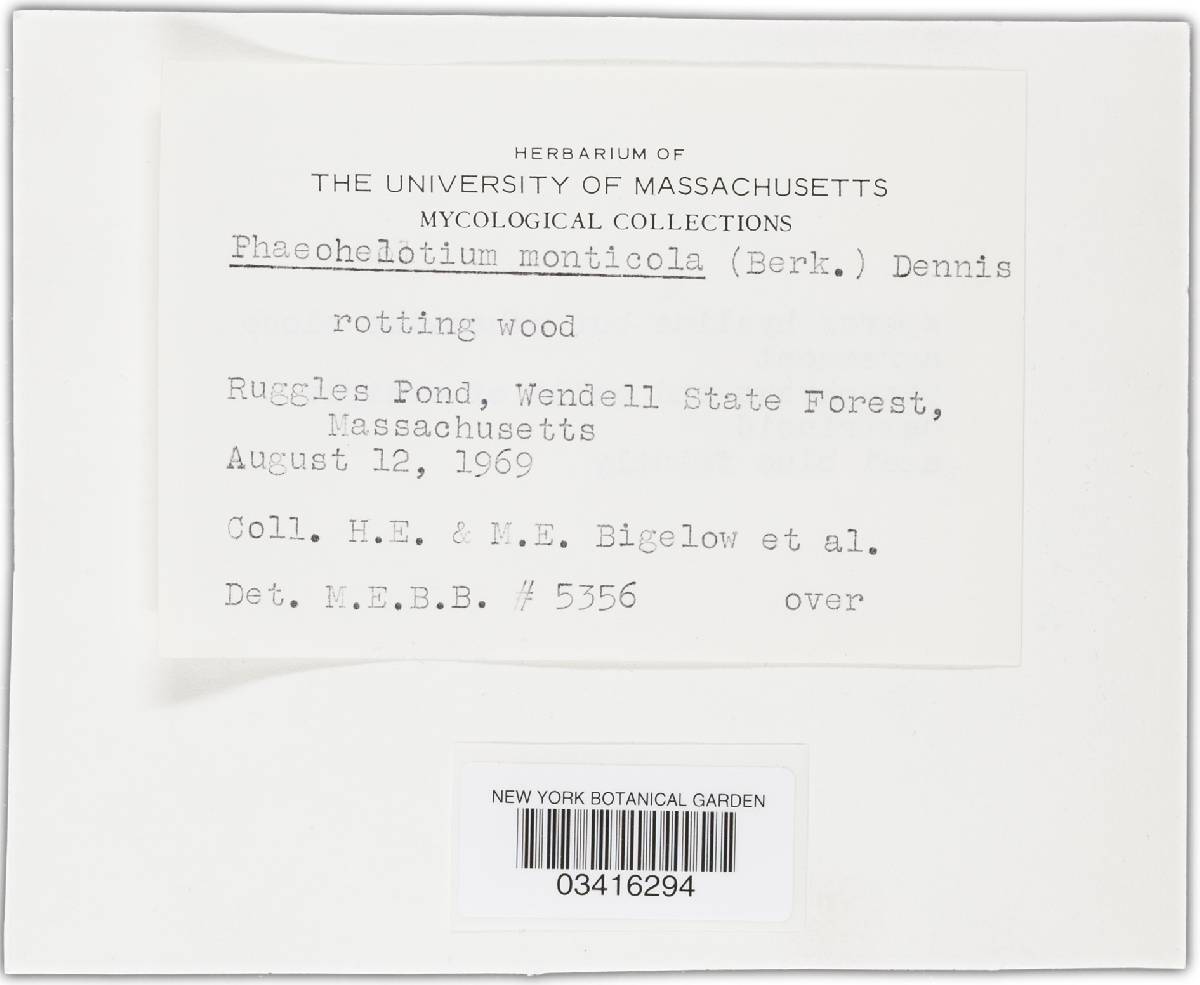 HERBARIUM OF
THE UNIVERSITY OF MASSACHUSETTS
MYCOLOGICAL COLLECTIONS
Phaeohelotium monticola (Berk.) Dennis
rotting wood
Ruggles Pond, Wendell State Forest,
Massachusetts
August 12, 1969
Coll. H.E. & M.E. Bigelow et al.
Det. M.E.B.B. # 5356 over
NEW YORK BOTANICAL GARDEN
03416294